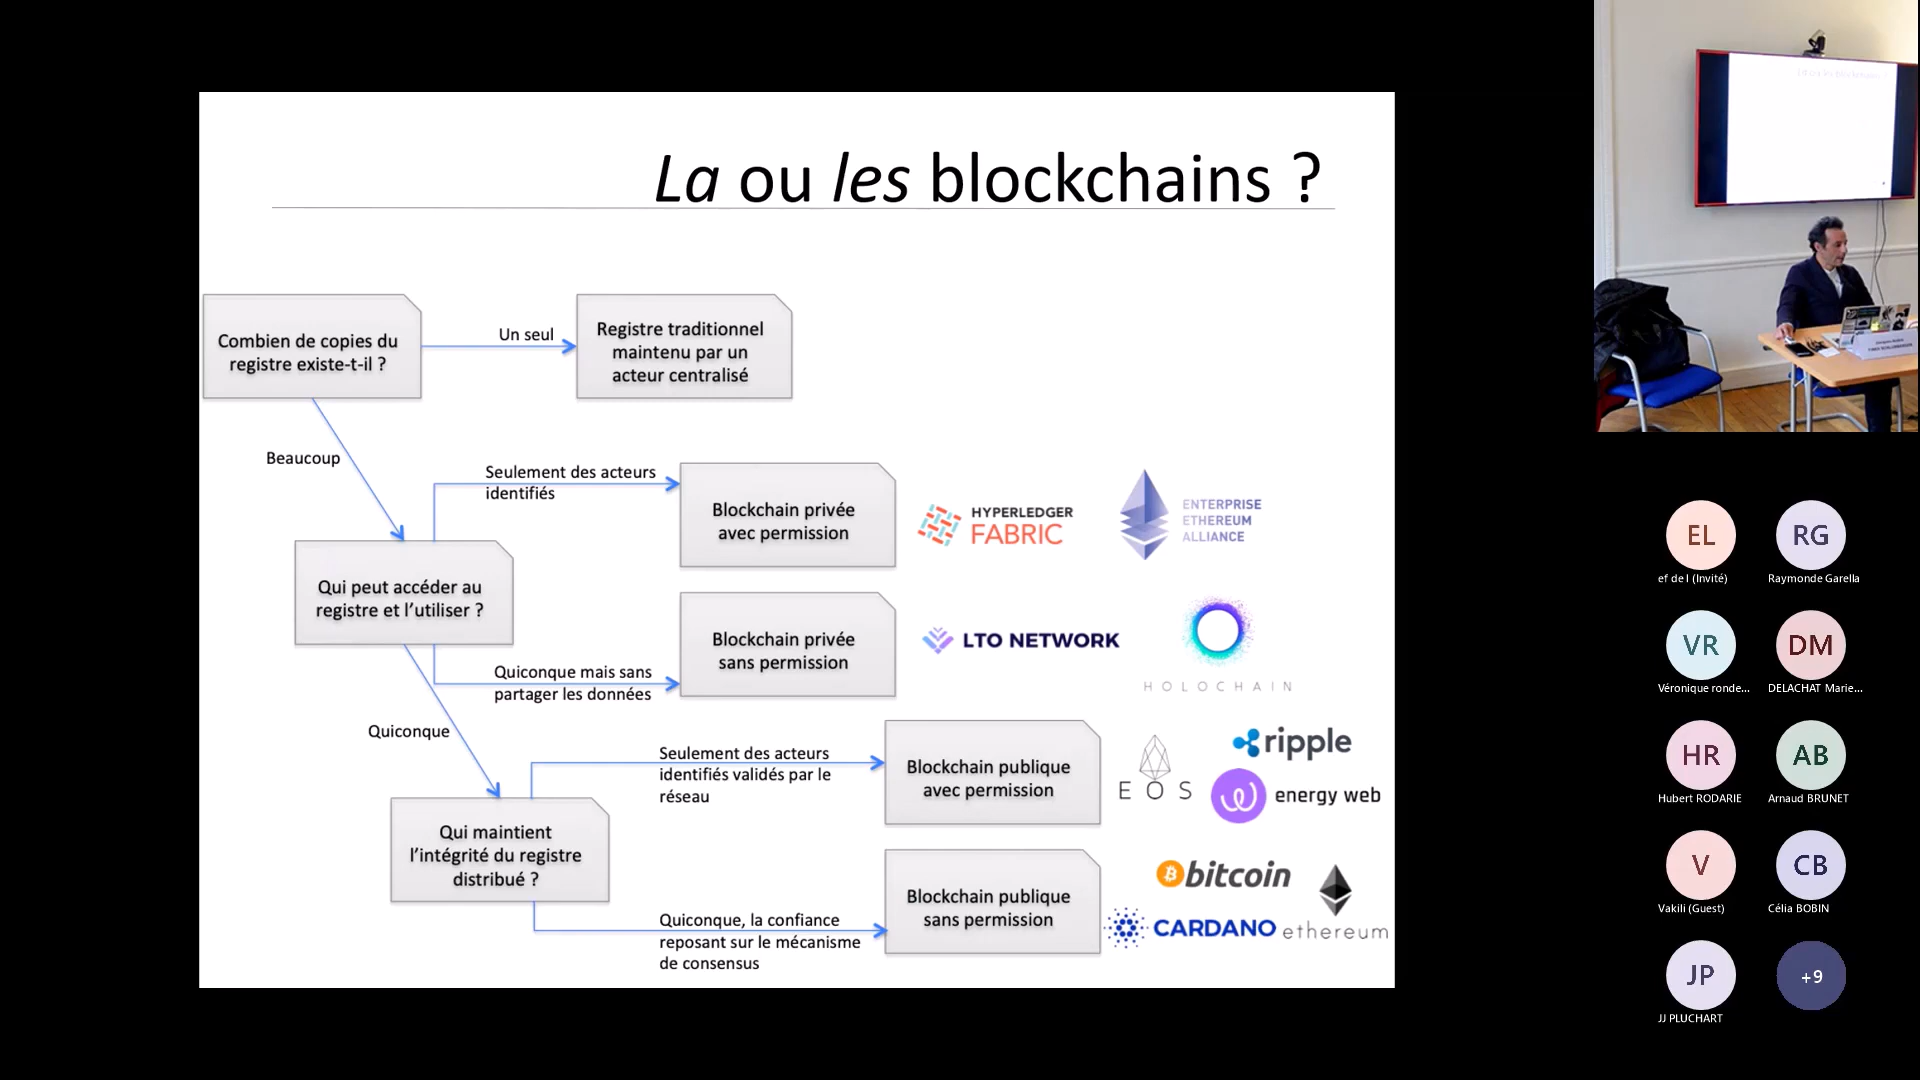 La ou les blockchains ?
Combien de copies du
registre existe-t-il ?
Un seul
Registre traditionnel
maintenu par un
acteur centralisé
Beaucoup
Seulement des acteurs
identifiés
Blockchain privée
avec permission
HYPERLEDGER
FABRIC
ENTERPRISE
ETHEREUM
ALLIANCE
Qui peut accéder au
registre et l'utiliser ?
Quiconque mais sans
partager les données
Blockchain privée
sans permission
LTO NETWORK
HOLOCHAIN
Quiconque
Seulement des acteurs
identifiés validés par le
réseau
Blockchain publique
avec permission
EOS
ripple
energy web
Qui maintient
l'intégrité du registre
distribué ?
Quiconque, la confiance
reposant sur le mécanisme
de consensus
Blockchain publique
sans permission
bitcoin
CARDANO
ethereum
EL
ef de l (Invité)
RG
Raymonde Garella
VR
Véronique ronde...
DM
DELACHAT Marie...
HR
Hubert RODARIE
AB
Arnaud BRUNET
V
Vakili (Guest)
CB
Célia BOBIN
JP
JJ PLUCHART
+9